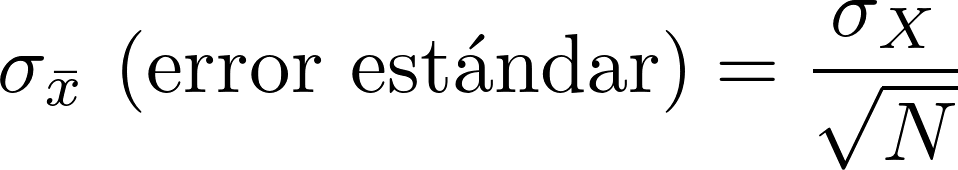 σ_x̄ (error estándar) = σ_X / √N